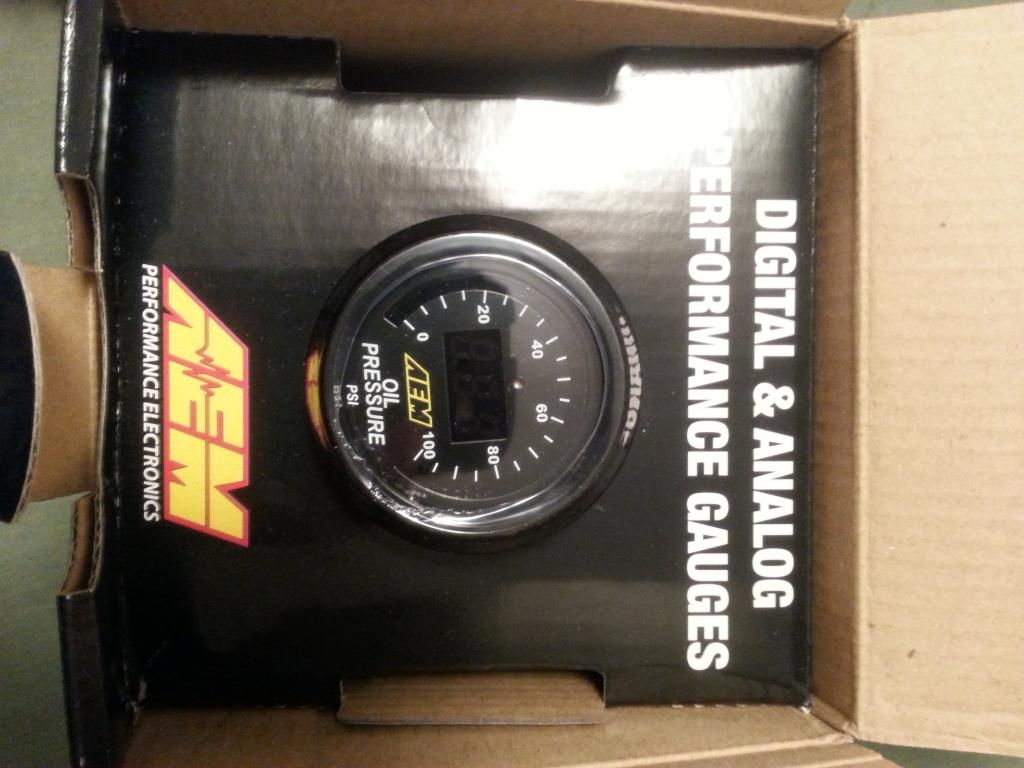 DIGITAL & ANALOG
PERFORMANCE GAUGES
0
20
40
60
80
100
AEM
OIL
PRESSURE
PSI
AEM
PERFORMANCE ELECTRONICS